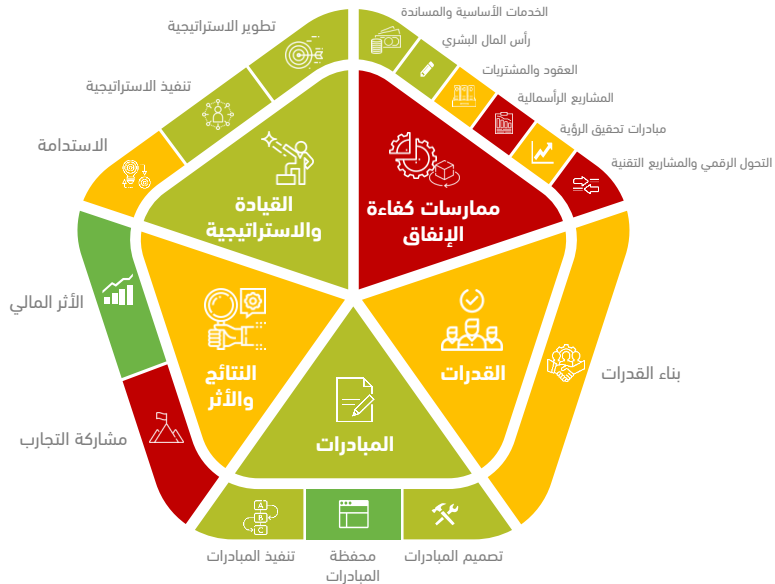 الخدمات الأساسية والمساندة
رأس المال البشري
العقود والمشتريات
المشاريع الرأسمالية
مبادرات تحقيق الرؤية
التحول الرقمي والمشاريع التقنية
تطوير الاستراتيجية
تنفيذ الاستراتيجية
الاستدامة
ممارسات كفاءة
الإنفاق
القيادة
والاستراتيجية
الأثر المالي
مشاركة التجارب
النتائج
والأثر
القدرات
بناء القدرات
المبادرات
A
B
C
تصميم المبادرات
محفظة
المبادرات
تنفيذ المبادرات